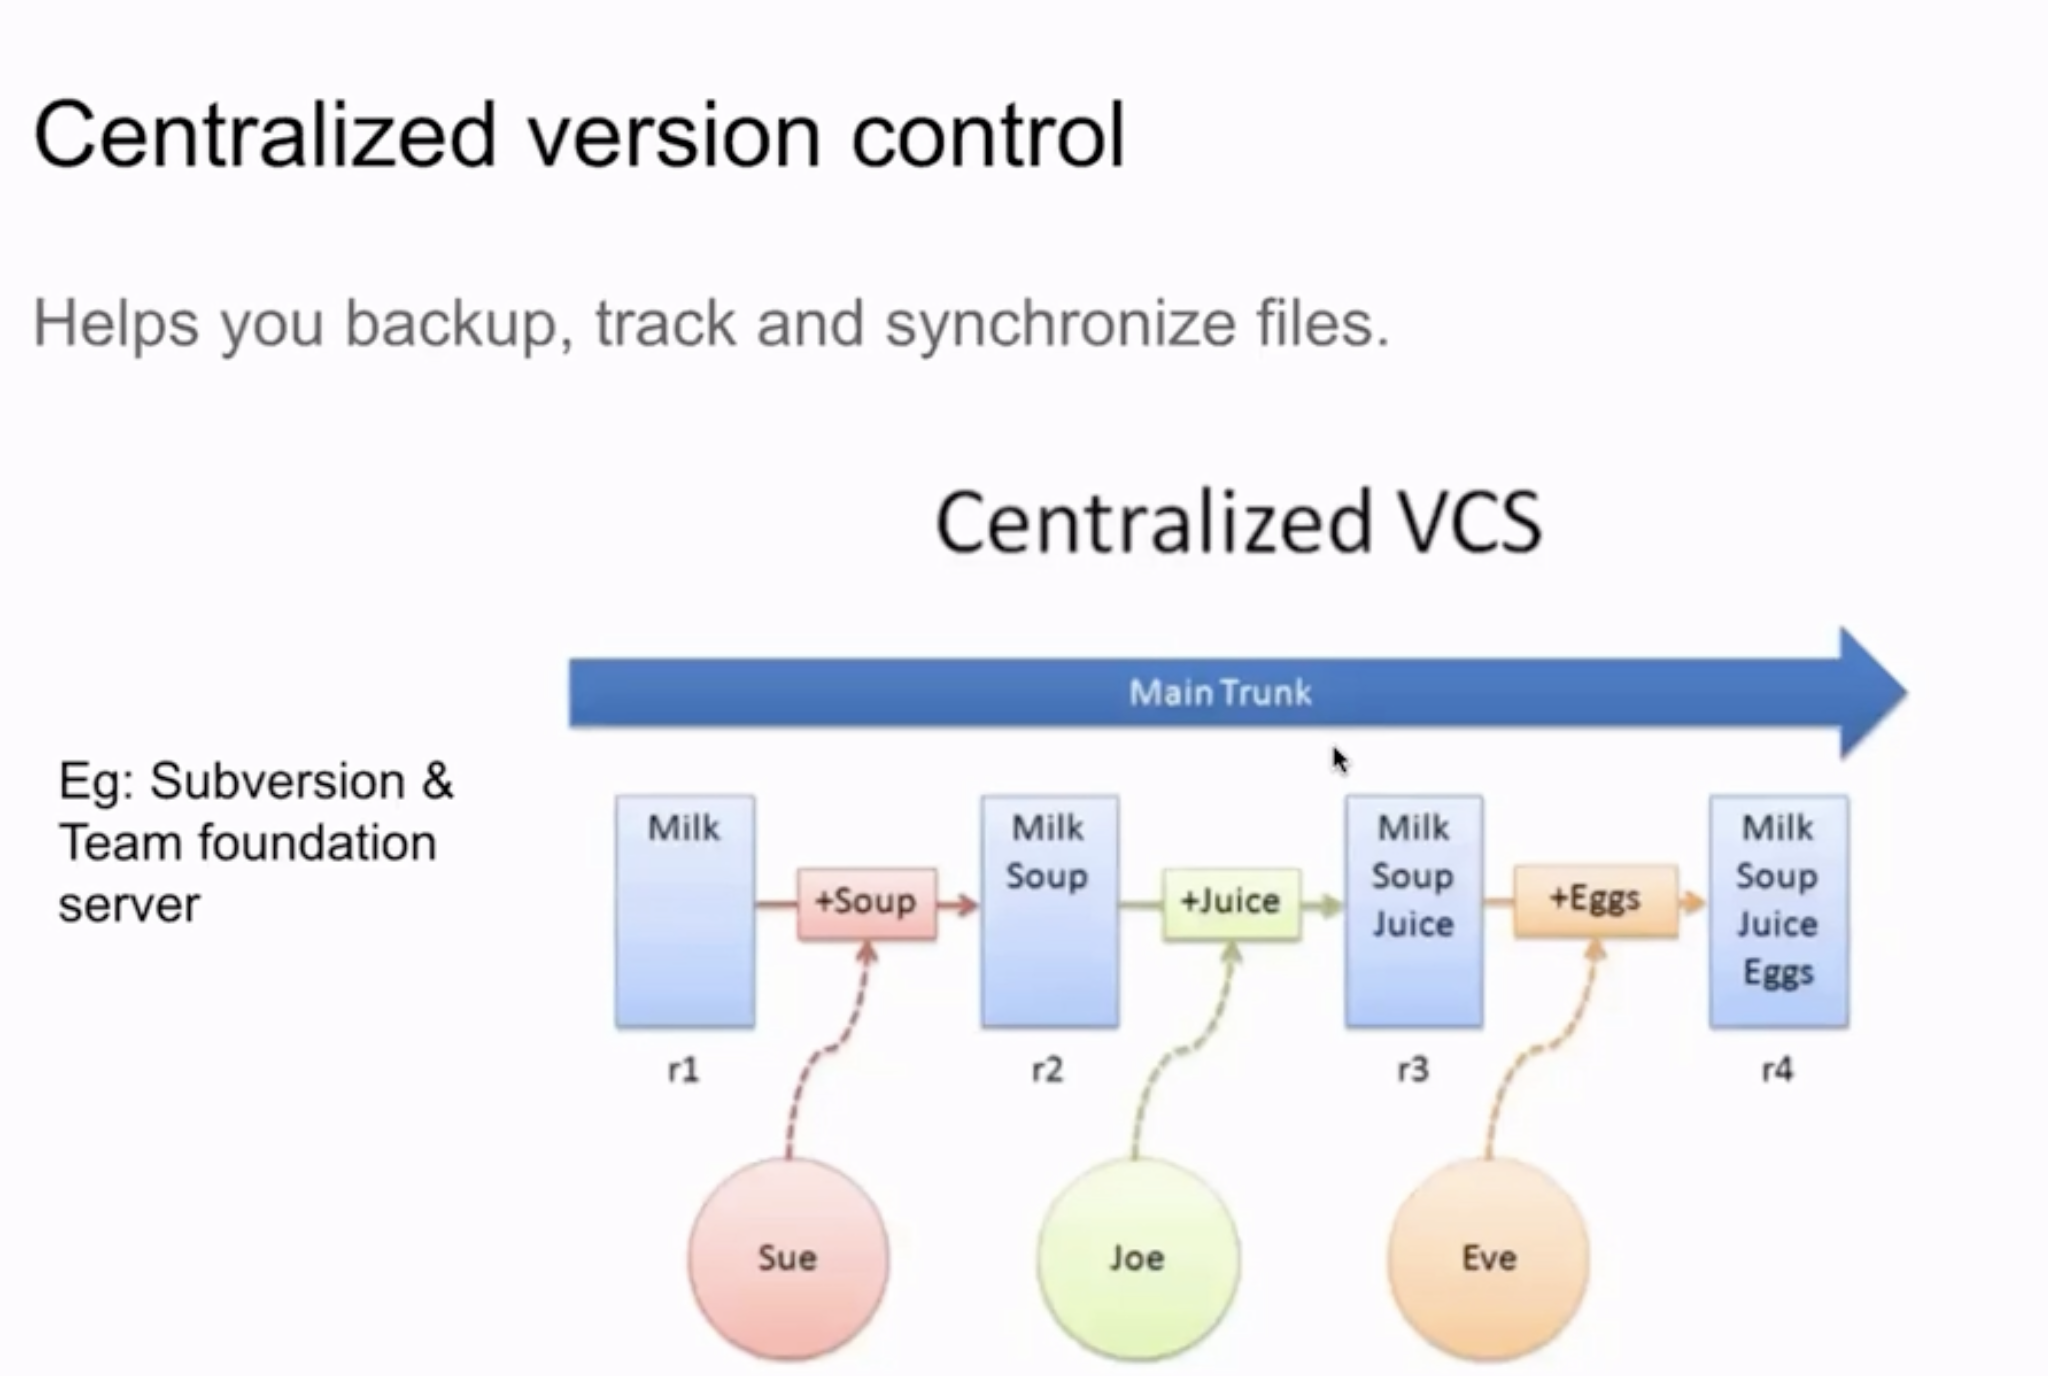 Centralized version control
Helps you backup, track and synchronize files.
Centralized VCS
Main Trunk
Eg: Subversion &
Team foundation
server
Milk
+Soup
Milk
Soup
+Juice
Milk
Soup
Juice
+Eggs
Milk
Soup
Juice
Eggs
r1
r2
r3
r4
Sue
Joe
Eve